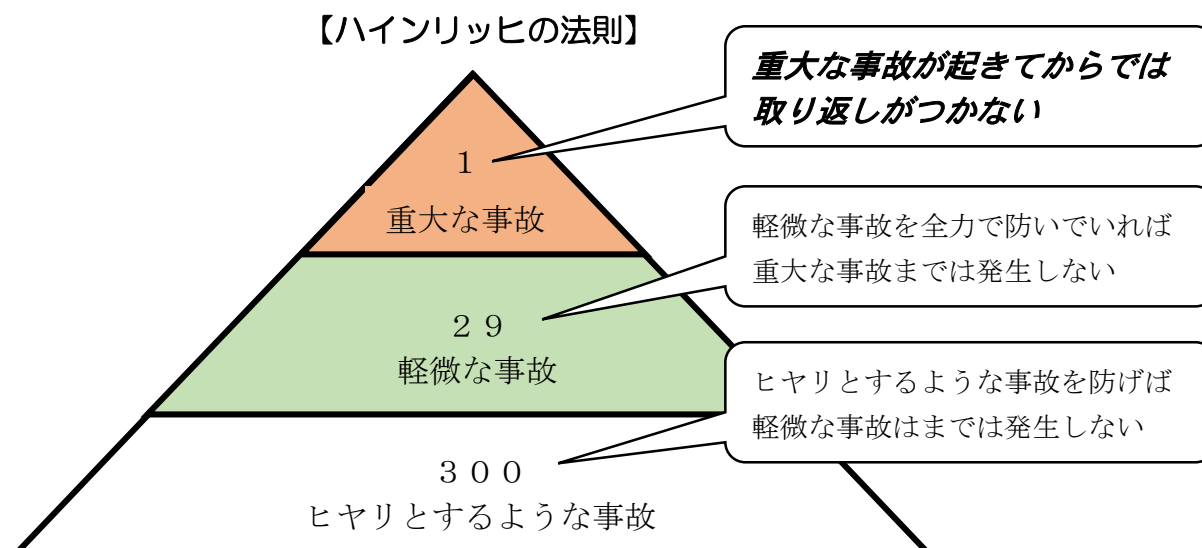 【ハインリッヒの法則】
重大な事故が起きてからでは
取り返しがつかない
１
重大な事故
軽微な事故を全力で防いでいれば
重大な事故までは発生しない
２９
軽微な事故
ヒヤリとするような事故を防げば
軽微な事故はまでは発生しない
３００
ヒヤリとするような事故